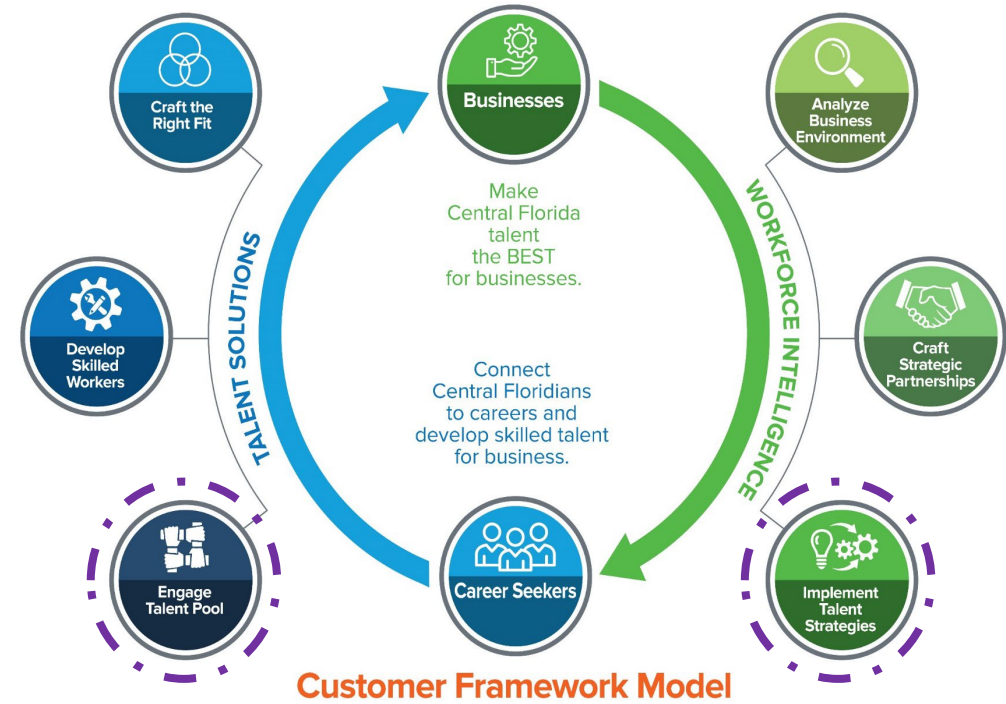 Craft the
Right Fit
Businesses
Analyze
Business
Environment
Make
Central Florida
talent
the BEST
for businesses.
TALENT SOLUTIONS
WORKFORCE INTELLIGENCE
Develop
Skilled
Workers
Craft
Strategic
Partnerships
Connect
Central Floridians
to careers and
develop skilled talent
for business.
Engage
Talent Pool
Career Seekers
Implement
Talent
Strategies
Customer Framework Model